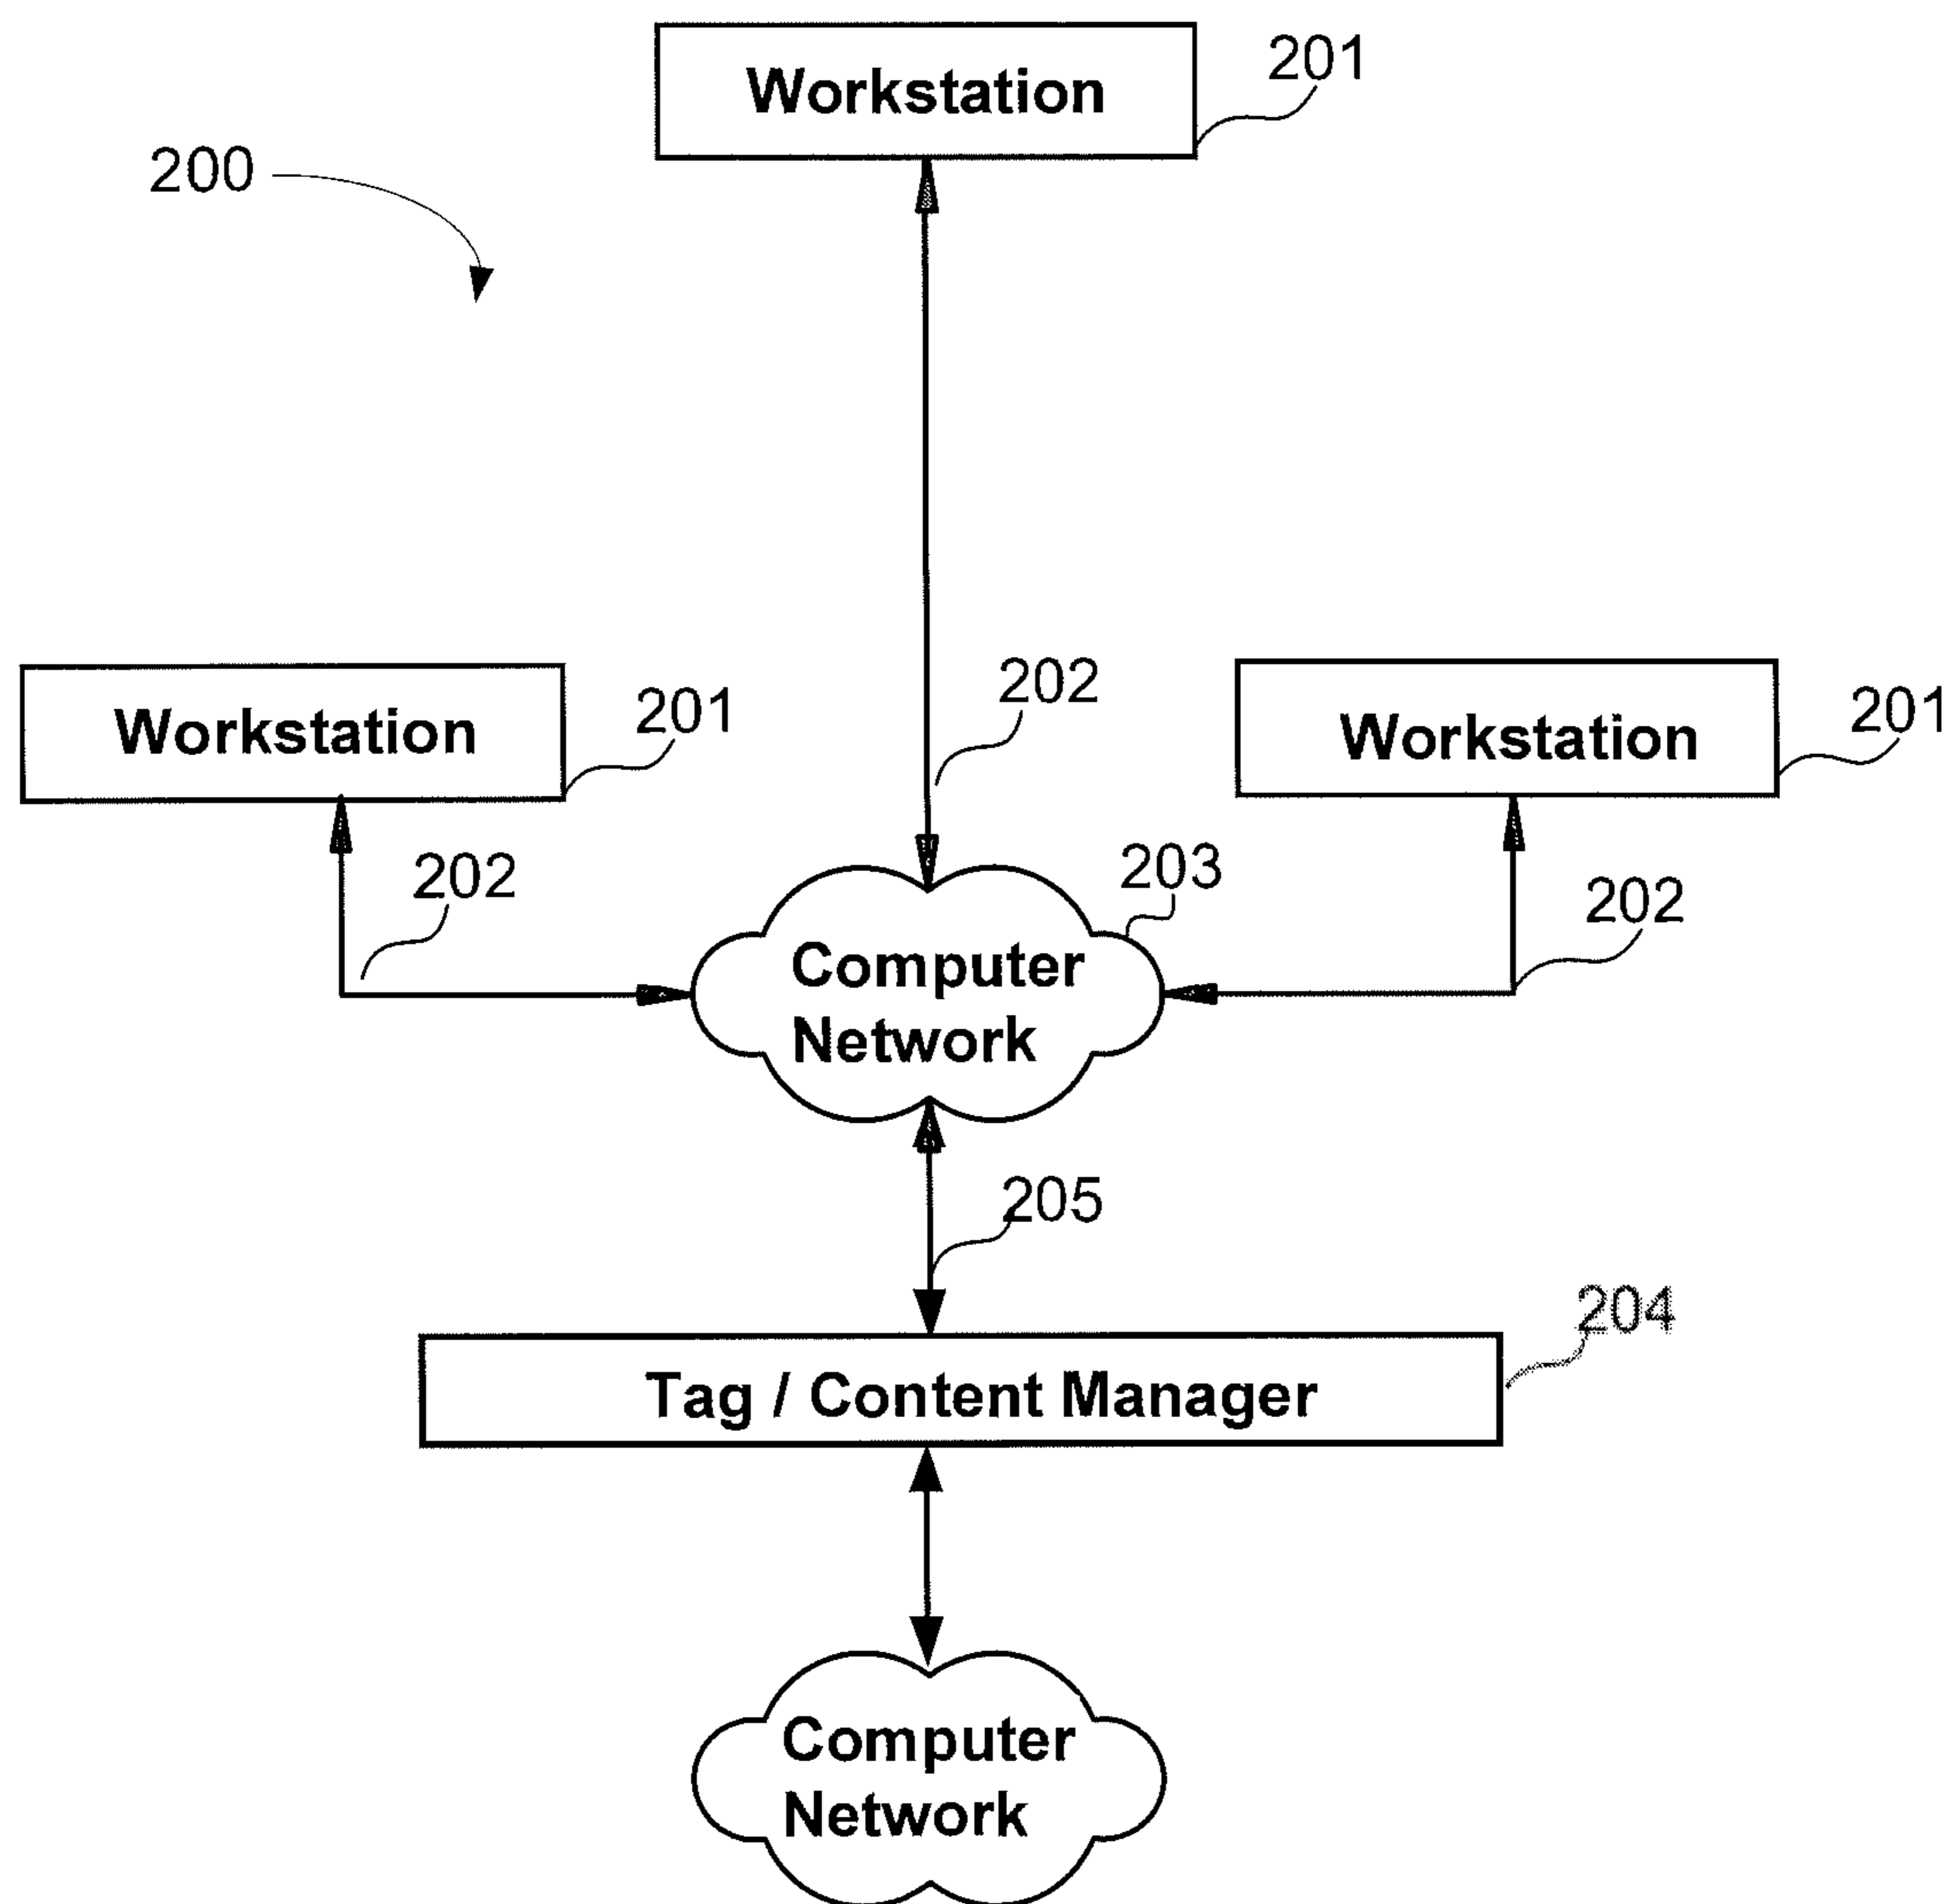 Workstation
201
200
202
Workstation
201
Workstation
201
202
203
202
Computer
Network
205
204
Tag / Content Manager
Computer
Network